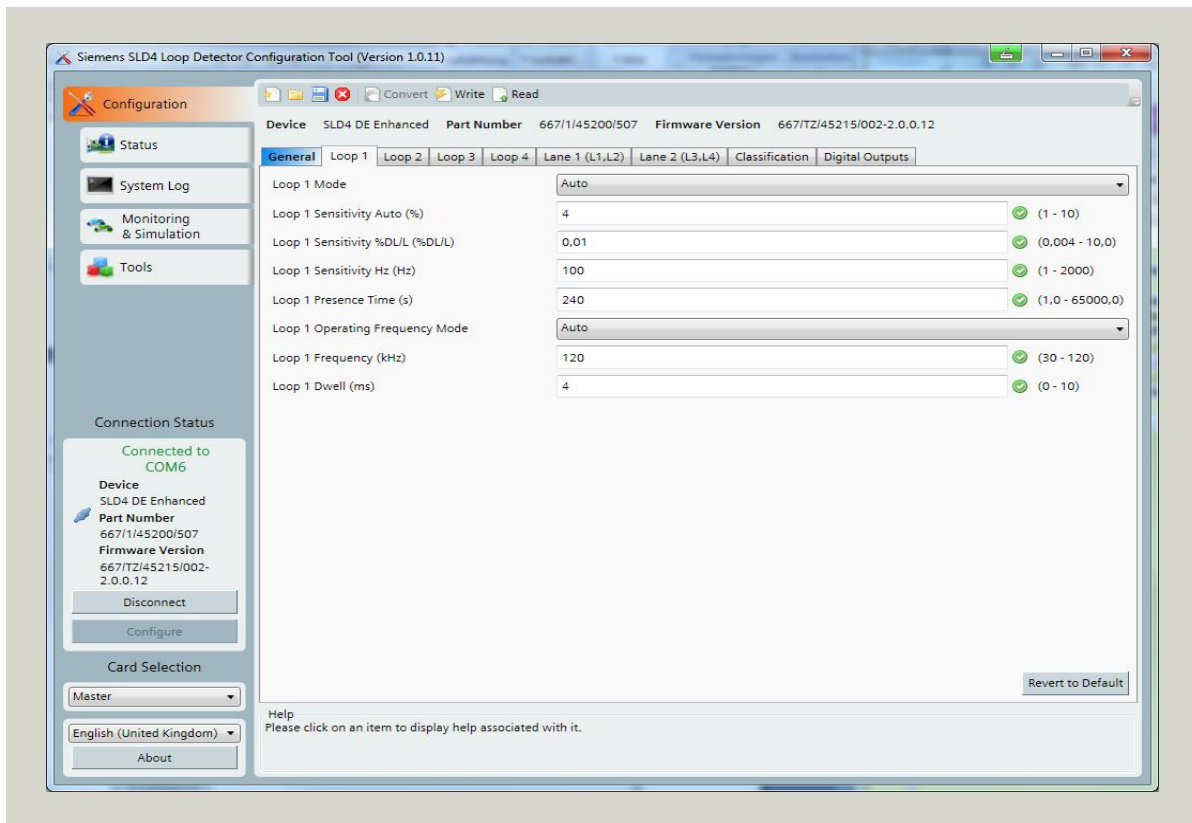 Siemens SLD4 Loop Detector Configuration Tool (Version 1.0.11)
Configuration
Status
System Log
Monitoring
& Simulation
Tools
Connection Status
Connected to
COM6
Device
SLD4 DE Enhanced
Part Number
667/1/45200/507
Firmware Version
667/TZ/45215/002-
2.0.0.12
Disconnect
Configure
Card Selection
Master
English (United Kingdom)
About
Convert Write Read
Device SLD4 DE Enhanced Part Number 667/1/45200/507 Firmware Version 667/TZ/45215/002-2.0.0.12
General Loop 1 Loop 2 Loop 3 Loop 4 Lane 1 (L1,L2) Lane 2 (L3,L4) Classification Digital Outputs
Loop 1 Mode Auto
Loop 1 Sensitivity Auto (%) 4 (1 - 10)
Loop 1 Sensitivity %DL/L (%DL/L) 0,01 (0,004 - 10,0)
Loop 1 Sensitivity Hz (Hz) 100 (1 - 2000)
Loop 1 Presence Time (s) 240 (1,0 - 65000,0)
Loop 1 Operating Frequency Mode Auto
Loop 1 Frequency (kHz) 120 (30 - 120)
Loop 1 Dwell (ms) 4 (0 - 10)
Revert to Default
Help
Please click on an item to display help associated with it.